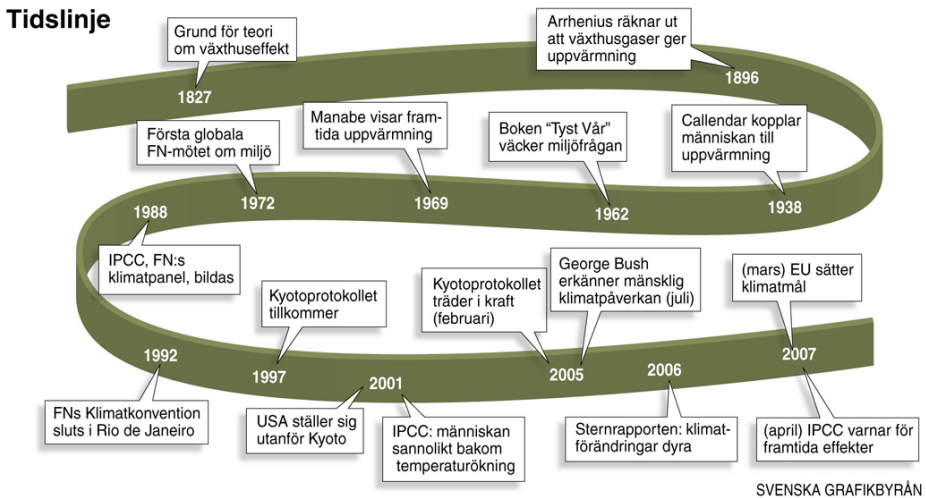 Tidslinje
Grund för teori
om växthuseffekt
1827
Arrhenius räknar ut
att växthusgaser ger
uppvärmning
1896
Callendar kopplar
människan till
uppvärmning
1938
Boken “Tyst Vår”
väcker miljöfrågan
1962
Manabe visar fram-
tida uppvärmning
1969
Första globala
FN-mötet om miljö
1972
1988
IPCC, FN:s
klimatpanel, bildas
1992
FNs Klimatkonvention
sluts i Rio de Janeiro
Kyotoprotokollet
tillkommer
1997
2001
USA ställer sig
utanför Kyoto
IPCC: människan
sannolikt bakom
temperaturökning
Kyotoprotokollet
träder i kraft
(februari)
George Bush
erkänner mänsklig
klimatpåverkan (juli)
2005
2006
Sternrapporten: klimat-
förändringar dyra
(mars) EU sätter
klimatmål
2007
(april) IPCC varnar för
framtida effekter
SVENSKA GRAFIKBYRÅN